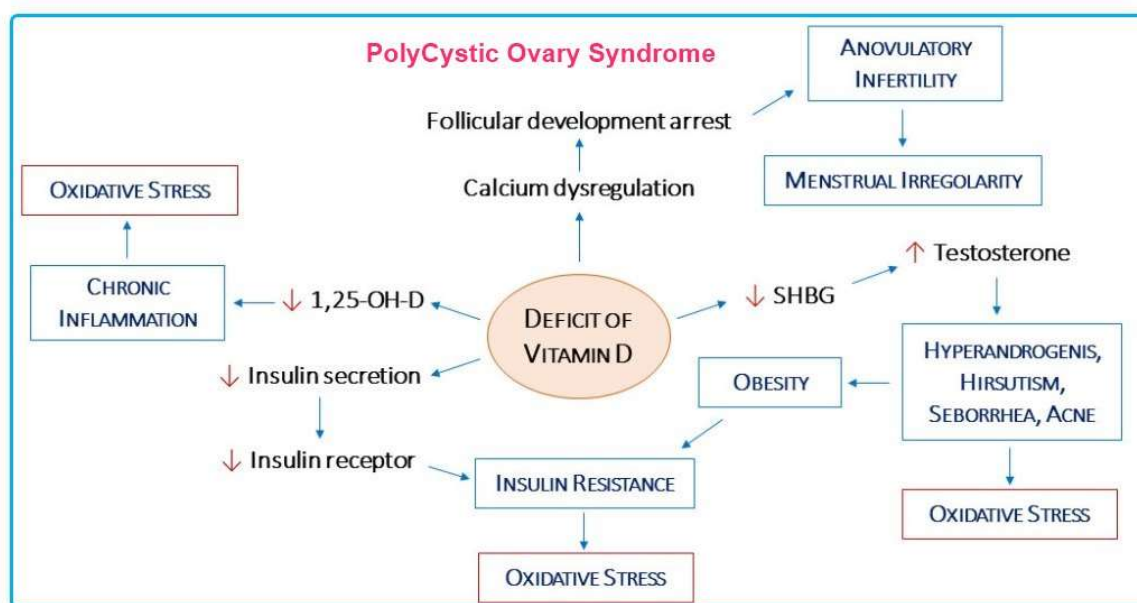 PolyCystic Ovary Syndrome
ANOVULATORY
INFERTILITY
Follicular development arrest
OXIDATIVE STRESS
Calcium dysregulation
MENSTRUAL IRREGOLARITY
↑ Testosterone
CHRONIC
INFLAMMATION
↓ 1,25-OH-D
DEFICIT OF
VITAMIN D
↓ SHBG
↓ Insulin secretion
OBESITY
HYPERANDROGENIS,
HIRSUTISM,
SEBORRHEA, ACNE
↓ Insulin receptor
INSULIN RESISTANCE
OXIDATIVE STRESS
OXIDATIVE STRESS